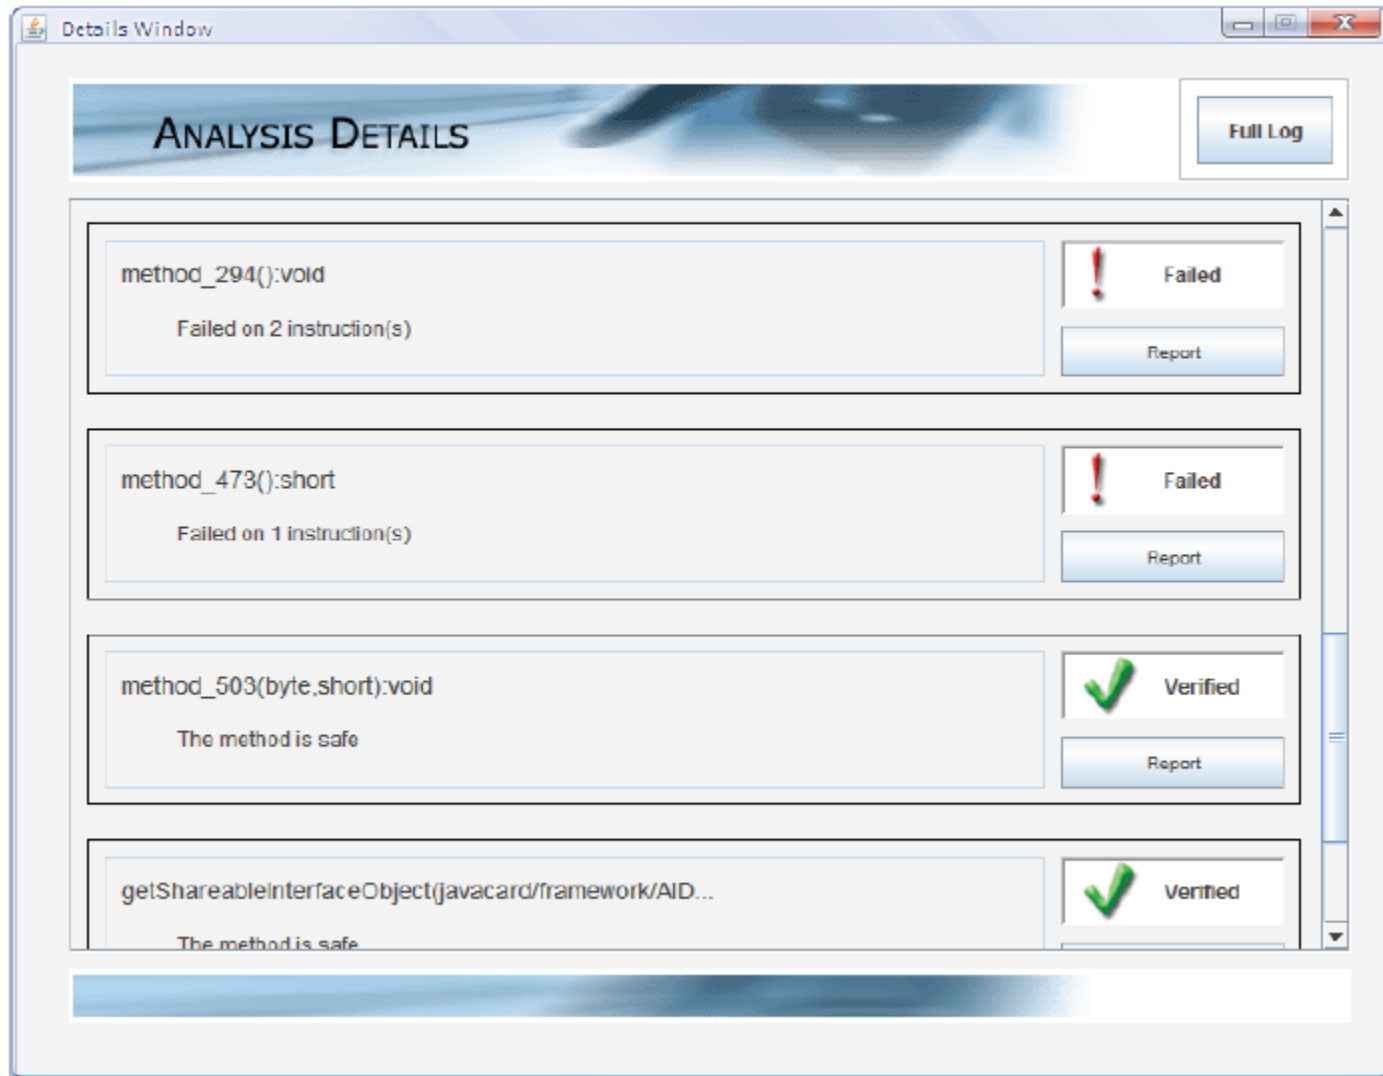 Details Window
ANALYSIS DETAILS
Full Log
method_294():void
Failed
Failed on 2 instruction(s)
Report
method_473():short
Failed
Failed on 1 instruction(s)
Report
method_503(byte,short):void
Verified
The method is safe
Report
getShareableInterfaceObject(javacard/framework/AID...
Verified
The method is safe